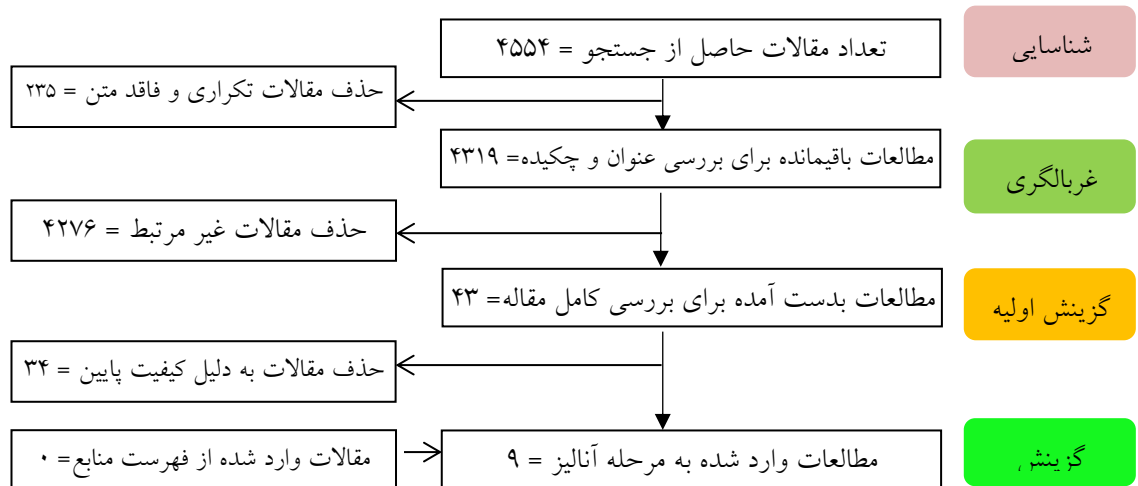 شناسایی
تعداد مقالات حاصل از جستجو = ۴۵۵۴
حذف مقالات تکراری و فاقد متن = ۲۳۵
غربالگری
مطالعات باقیمانده برای بررسی عنوان و چکیده= ۴۳۱۹
حذف مقالات غیر مرتبط = ۴۲۷۶
گزینش اولیه
مطالعات بدست آمده برای بررسی کامل مقاله= ۴۳
حذف مقالات به دلیل کیفیت پایین = ۳۴
گزینش
مطالعات وارد شده به مرحله آنالیز = ۹
مقالات وارد شده از فهرست منابع= ۰